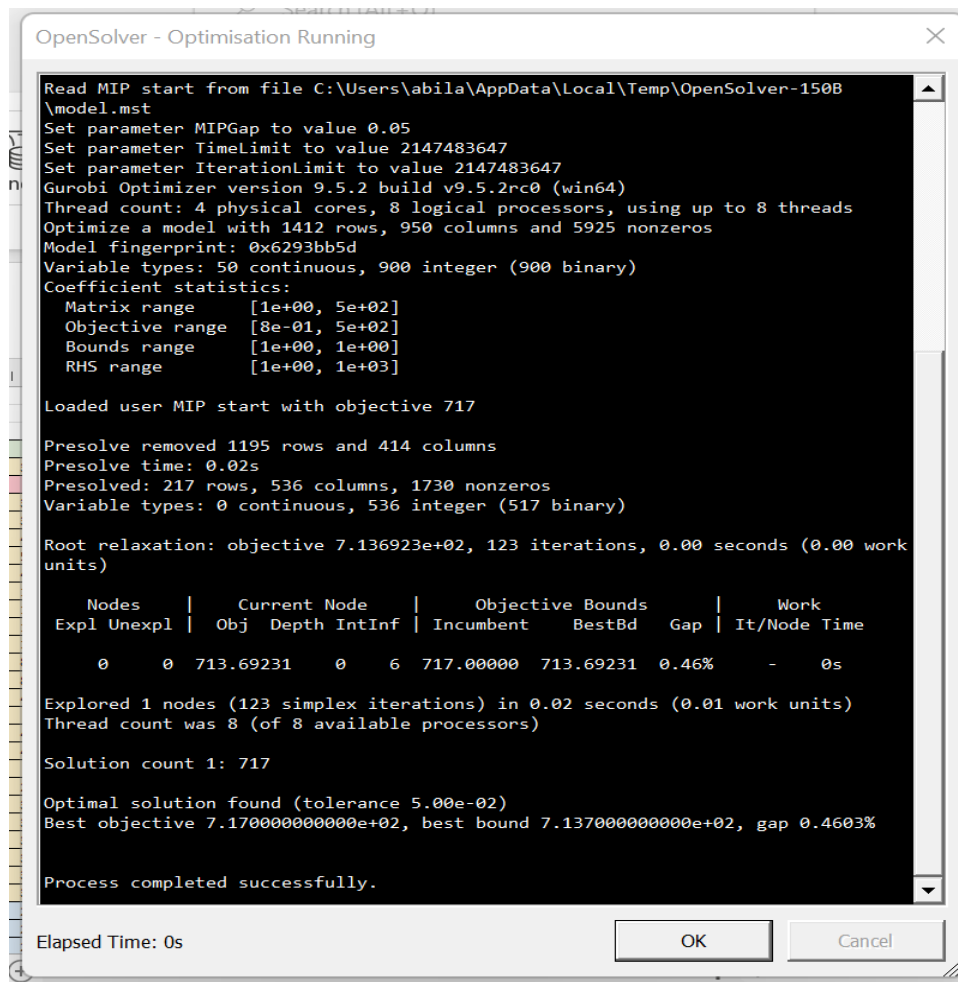 Search (Alt+Q)
OpenSolver - Optimisation Running
Read MIP start from file C:\Users\abila\AppData\Local\Temp\OpenSolver-150B
\model.mst
Set parameter MIPGap to value 0.05
Set parameter TimeLimit to value 2147483647
Set parameter IterationLimit to value 2147483647
Gurobi Optimizer version 9.5.2 build v9.5.2rc0 (win64)
Thread count: 4 physical cores, 8 logical processors, using up to 8 threads
Optimize a model with 1412 rows, 950 columns and 5925 nonzeros
Model fingerprint: 0x6293bb5d
Variable types: 50 continuous, 900 integer (900 binary)
Coefficient statistics:
  Matrix range     [1e+00, 5e+02]
  Objective range  [8e-01, 5e+02]
  Bounds range     [1e+00, 1e+00]
  RHS range        [1e+00, 1e+03]
Loaded user MIP start with objective 717
Presolve removed 1195 rows and 414 columns
Presolve time: 0.02s
Presolved: 217 rows, 536 columns, 1730 nonzeros
Variable types: 0 continuous, 536 integer (517 binary)
Root relaxation: objective 7.136923e+02, 123 iterations, 0.00 seconds (0.00 work
units)
    Nodes    |    Current Node    |     Objective Bounds      |     Work
 Expl Unexpl |  Obj  Depth IntInf | Incumbent    BestBd   Gap | It/Node Time
     0     0  713.69231    0    6  717.00000  713.69231  0.46%     -    0s
Explored 1 nodes (123 simplex iterations) in 0.02 seconds (0.01 work units)
Thread count was 8 (of 8 available processors)
Solution count 1: 717
Optimal solution found (tolerance 5.00e-02)
Best objective 7.170000000000e+02, best bound 7.137000000000e+02, gap 0.4603%
Process completed successfully.
Elapsed Time: 0s
OK
Cancel